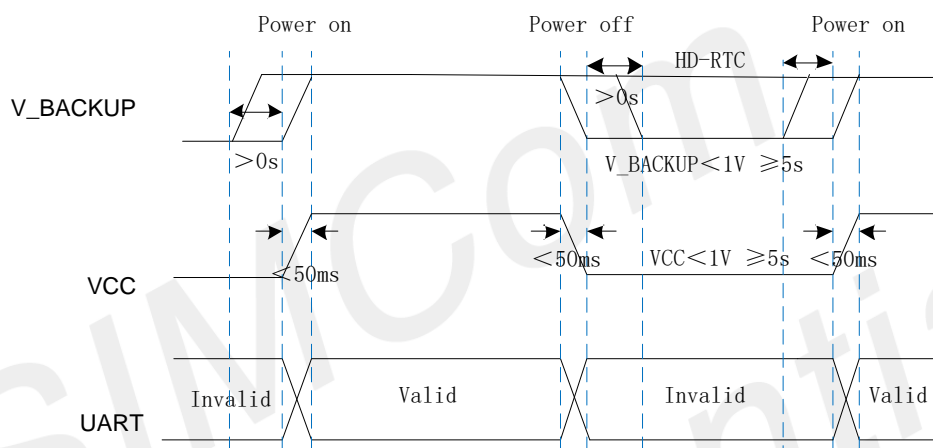 Power on Power off Power on
HD-RTC
V_BACKUP
>0s
>0s
V_BACKUP<1V ≥5s
<50ms <50ms VCC<1V ≥5s <50ms
VCC
Invalid Valid Invalid Valid
UART
SIMCom